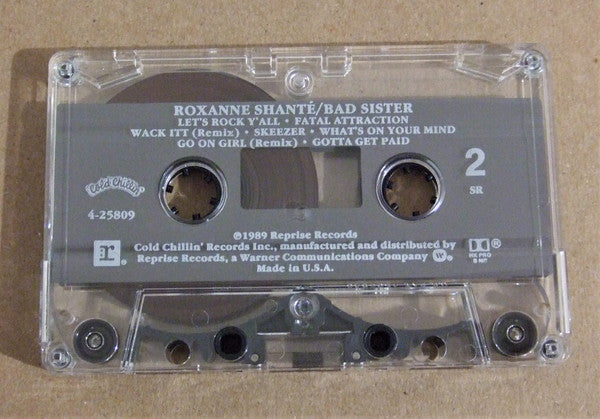 ROXANNE SHANTÉ/BAD SISTER
LET'S ROCK Y'ALL • FATAL ATTRACTION
WACK ITT (Remix) • SKEEZER • WHAT'S ON YOUR MIND
GO ON GIRL (Remix) • GOTTA GET PAID
"Cold Chillin'"
4-25809
2
SR
℗1989 Reprise Records
Cold Chillin' Records Inc., manufactured and distributed by
Reprise Records, a Warner Communications Company
Made in U.S.A.
r:
W
®
HX PRO
B NR